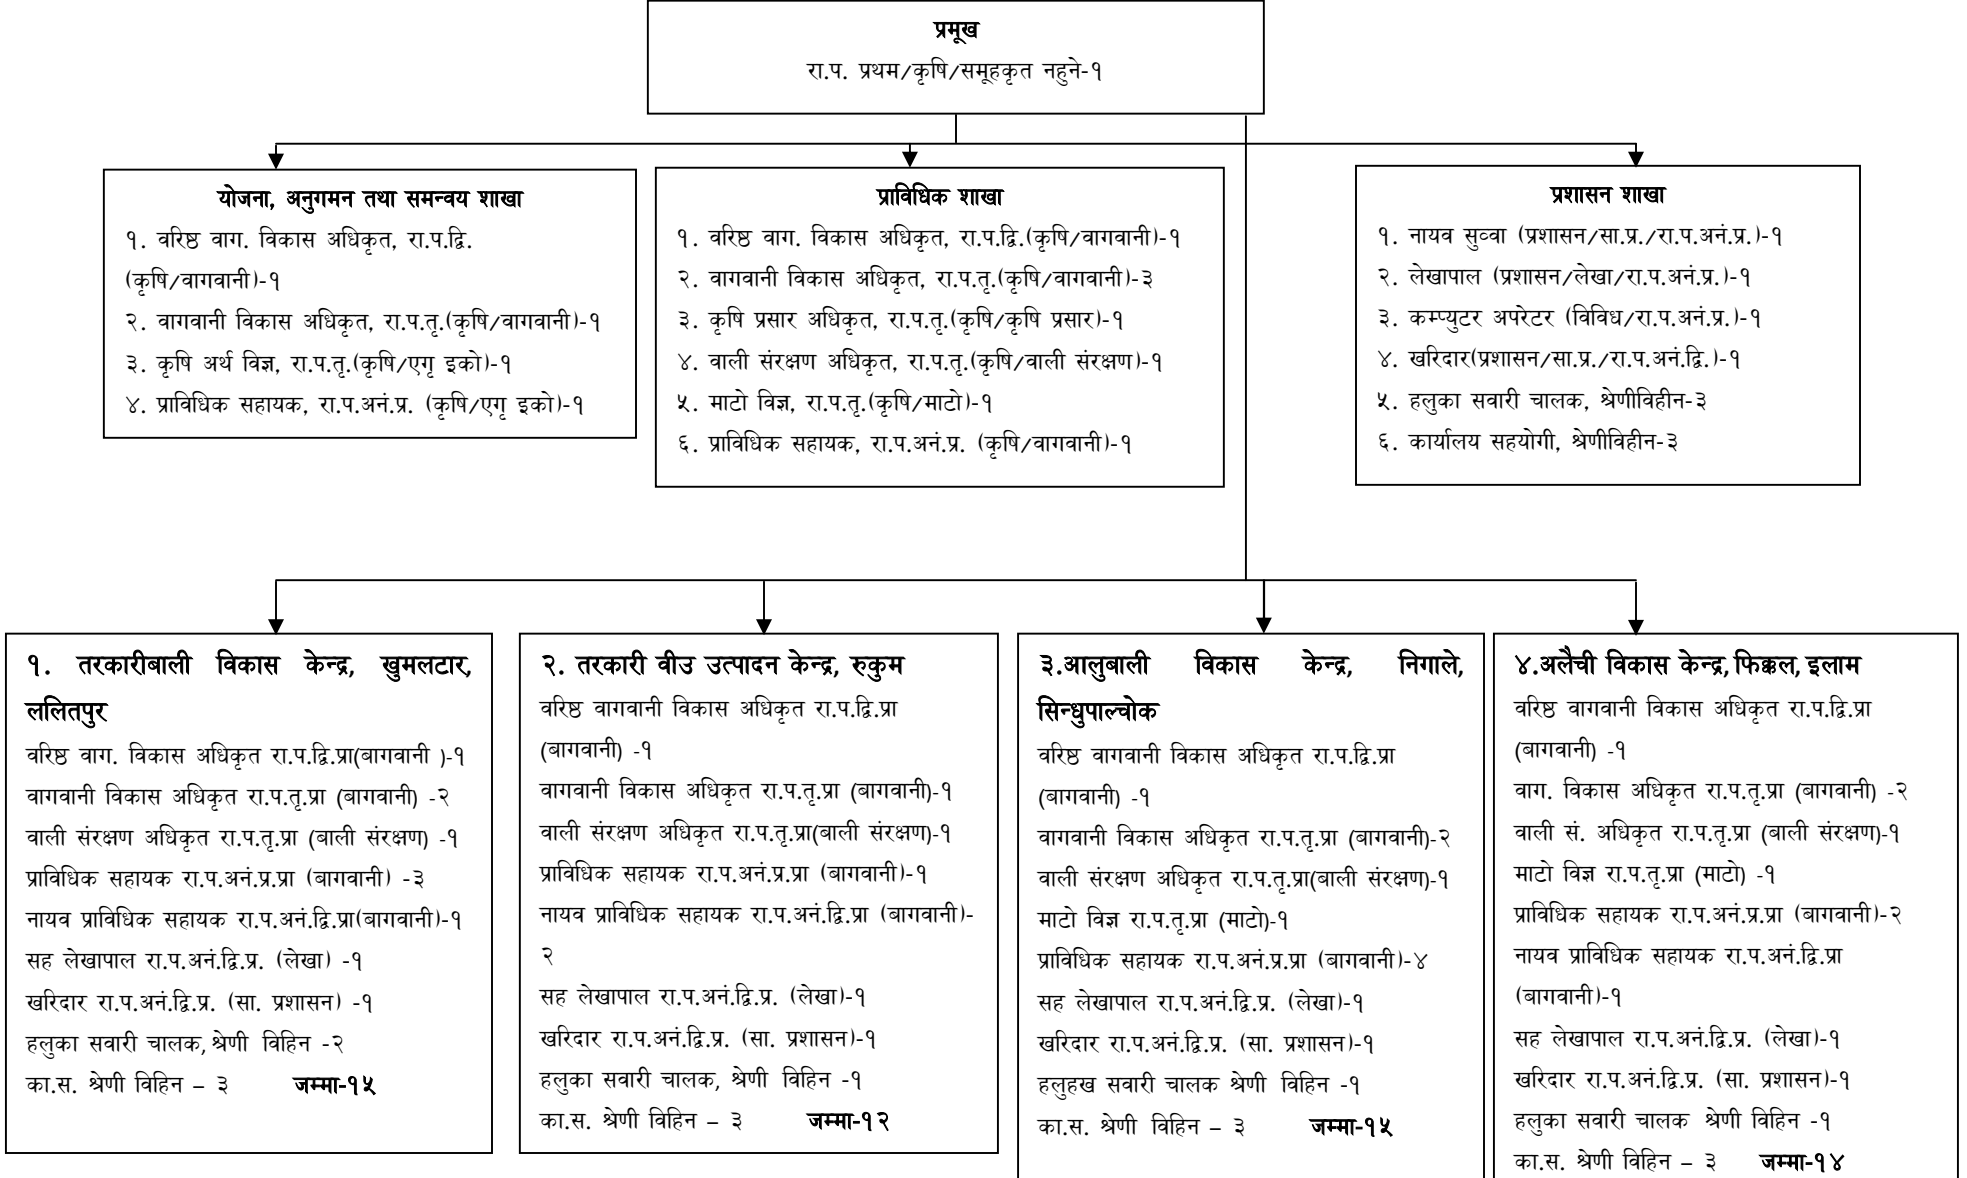 प्रमूख
रा.प. प्रथम/कृषि/समूहकृत नहुने-१
योजना, अनुगमन तथा समन्वय शाखा
१. वरिष्ठ वाग. विकास अधिकृत, रा.प.द्वि.
(कृषि/वागवानी)-१
२. वागवानी विकास अधिकृत, रा.प.तृ.(कृषि/वागवानी)-१
३. कृषि अर्थ विज्ञ, रा.प.तृ.(कृषि/एगृ इको)-१
४. प्राविधिक सहायक, रा.प.अनं.प्र. (कृषि/एगृ इको)-१
प्राविधिक शाखा
१. वरिष्ठ वाग. विकास अधिकृत, रा.प.द्वि.(कृषि/वागवानी)-१
२. वागवानी विकास अधिकृत, रा.प.तृ.(कृषि/वागवानी)-३
३. कृषि प्रसार अधिकृत, रा.प.तृ.(कृषि/कृषि प्रसार)-१
४. वाली संरक्षण अधिकृत, रा.प.तृ.(कृषि/वाली संरक्षण)-१
५. माटो विज्ञ, रा.प.तृ.(कृषि/माटो)-१
६. प्राविधिक सहायक, रा.प.अनं.प्र. (कृषि/वागवानी)-१
प्रशासन शाखा
१. नायव सुव्वा (प्रशासन/सा.प्र./रा.प.अनं.प्र.)-१
२. लेखापाल (प्रशासन/लेखा/रा.प.अनं.प्र.)-१
३. कम्प्युटर अपरेटर (विविध/रा.प.अनं.प्र.)-१
४. खरिदार(प्रशासन/सा.प्र./रा.प.अनं.द्वि.)-१
५. हलुका सवारी चालक, श्रेणीविहीन-३
६. कार्यालय सहयोगी, श्रेणीविहीन-३
१. तरकारीबाली विकास केन्द्र, खुमलटार,
ललितपुर
वरिष्ठ वाग. विकास अधिकृत रा.प.द्वि.प्रा(बागवानी )-१
वागवानी विकास अधिकृत रा.प.तृ.प्रा (बागवानी) -२
वाली संरक्षण अधिकृत रा.प.तृ.प्रा (बाली संरक्षण) -१
प्राविधिक सहायक रा.प.अनं.प्र.प्रा (बागवानी) -३
नायव प्राविधिक सहायक रा.प.अनं.द्वि.प्रा(बागवानी)-१
सह लेखापाल रा.प.अनं.द्वि.प्र. (लेखा) -१
खरिदार रा.प.अनं.द्वि.प्र. (सा. प्रशासन) -१
हलुका सवारी चालक, श्रेणी विहिन -२
का.स. श्रेणी विहिन – ३ जम्मा-१५
२. तरकारी वीउ उत्पादन केन्द्र, रुकुम
वरिष्ठ वागवानी विकास अधिकृत रा.प.द्वि.प्रा
(बागवानी) -१
वागवानी विकास अधिकृत रा.प.तृ.प्रा (बागवानी)-१
वाली संरक्षण अधिकृत रा.प.तृ.प्रा(बाली संरक्षण)-१
प्राविधिक सहायक रा.प.अनं.प्र.प्रा (बागवानी)-१
नायव प्राविधिक सहायक रा.प.अनं.द्वि.प्रा (बागवानी)-
२
सह लेखापाल रा.प.अनं.द्वि.प्र. (लेखा)-१
खरिदार रा.प.अनं.द्वि.प्र. (सा. प्रशासन)-१
हलुका सवारी चालक, श्रेणी विहिन -१
का.स. श्रेणी विहिन – ३ जम्मा-१२
३.आलुबाली विकास केन्द्र, निगाले,
सिन्धुपाल्चोक
वरिष्ठ वागवानी विकास अधिकृत रा.प.द्वि.प्रा
(बागवानी) -१
वागवानी विकास अधिकृत रा.प.तृ.प्रा (बागवानी)-२
वाली संरक्षण अधिकृत रा.प.तृ.प्रा(बाली संरक्षण)-१
माटो विज्ञ रा.प.तृ.प्रा (माटो)-१
प्राविधिक सहायक रा.प.अनं.प्र.प्रा (बागवानी)-४
सह लेखापाल रा.प.अनं.द्वि.प्र. (लेखा)-१
खरिदार रा.प.अनं.द्वि.प्र. (सा. प्रशासन)-१
हलुहख सवारी चालक श्रेणी विहिन -१
का.स. श्रेणी विहिन – ३ जम्मा-१५
४.अलैची विकास केन्द्र, फिक्कल, इलाम
वरिष्ठ वागवानी विकास अधिकृत रा.प.द्वि.प्रा
(बागवानी) -१
वाग. विकास अधिकृत रा.प.तृ.प्रा (बागवानी) -२
वाली सं. अधिकृत रा.प.तृ.प्रा (बाली संरक्षण)-१
माटो विज्ञ रा.प.तृ.प्रा (माटो) -१
प्राविधिक सहायक रा.प.अनं.प्र.प्रा (बागवानी)-२
नायव प्राविधिक सहायक रा.प.अनं.द्वि.प्रा
(बागवानी)-१
सह लेखापाल रा.प.अनं.द्वि.प्र. (लेखा)-१
खरिदार रा.प.अनं.द्वि.प्र. (सा. प्रशासन)-१
हलुका सवारी चालक श्रेणी विहिन -१
का.स. श्रेणी विहिन – ३ जम्मा-१४